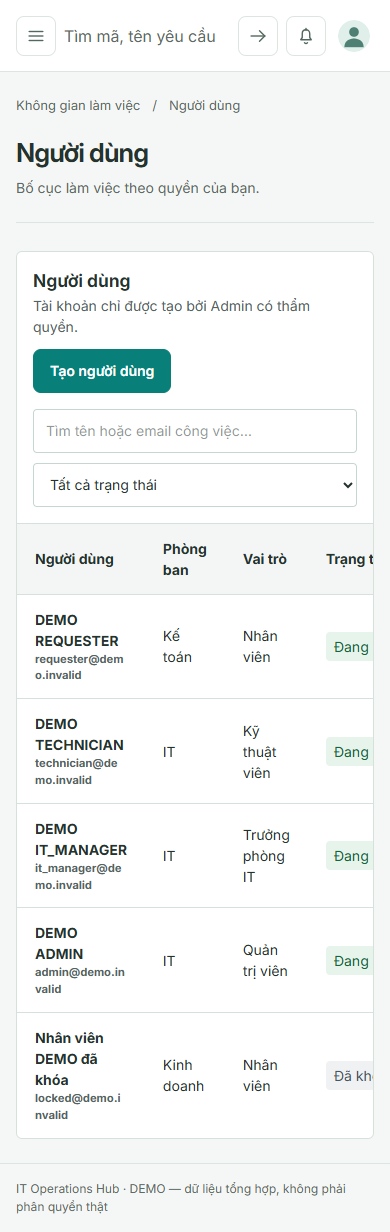 Tìm mã, tên yêu cầu
Không gian làm việc / Người dùng
Người dùng
Bố cục làm việc theo quyền của bạn.
Người dùng
Tài khoản chỉ được tạo bởi Admin có thẩm
quyền.
Tạo người dùng
Tìm tên hoặc email công việc...
Tất cả trạng thái
Người dùng
Phòng
ban
Vai trò
Trạng t
DEMO
REQUESTER
requester@dem
o.invalid
Kế
toán
Nhân
viên
Đang
DEMO
TECHNICIAN
technician@de
mo.invalid
IT
Kỹ
thuật
viên
Đang
DEMO
IT_MANAGER
it_manager@de
mo.invalid
IT
Trưởng
phòng
IT
Đang
DEMO
ADMIN
admin@demo.in
valid
IT
Quản
trị viên
Đang
Nhân viên
DEMO đã
khóa
locked@demo.i
nvalid
Kinh
doanh
Nhân
viên
Đã kh
IT Operations Hub · DEMO — dữ liệu tổng hợp, không phải
phân quyền thật